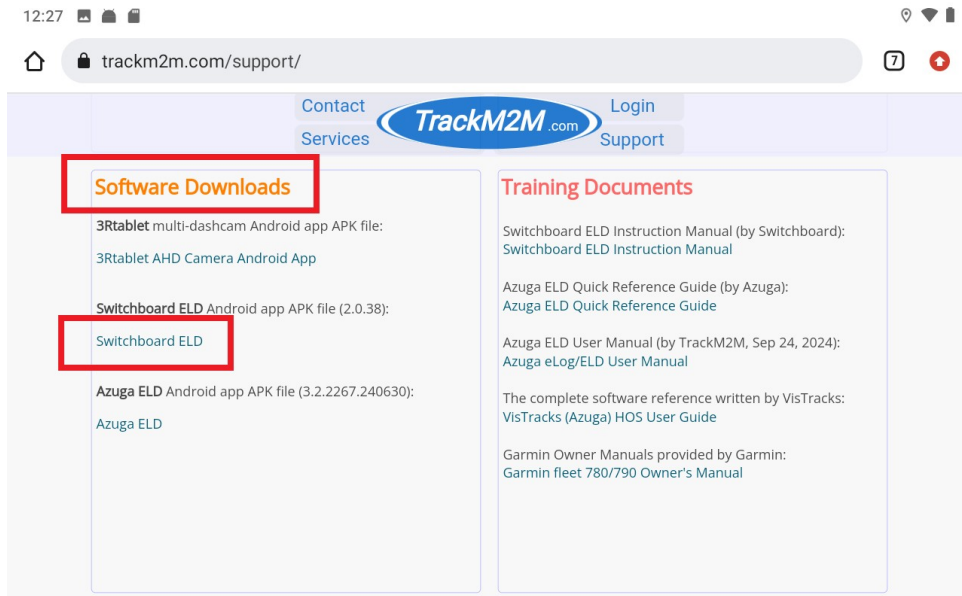 12:27
trackm2m.com/support/
7
Contact
Services
TrackM2M.com
Login
Support
Software Downloads
3Rtablet multi-dashcam Android app APK file:
3Rtablet AHD Camera Android App
Switchboard ELD Android app APK file (2.0.38):
Switchboard ELD
Azuga ELD Android app APK file (3.2.2267.240630):
Azuga ELD
Training Documents
Switchboard ELD Instruction Manual (by Switchboard):
Switchboard ELD Instruction Manual
Azuga ELD Quick Reference Guide (by Azuga):
Azuga ELD Quick Reference Guide
Azuga ELD User Manual (by TrackM2M, Sep 24, 2024):
Azuga eLog/ELD User Manual
The complete software reference written by VisTracks:
VisTracks (Azuga) HOS User Guide
Garmin Owner Manuals provided by Garmin:
Garmin fleet 780/790 Owner's Manual